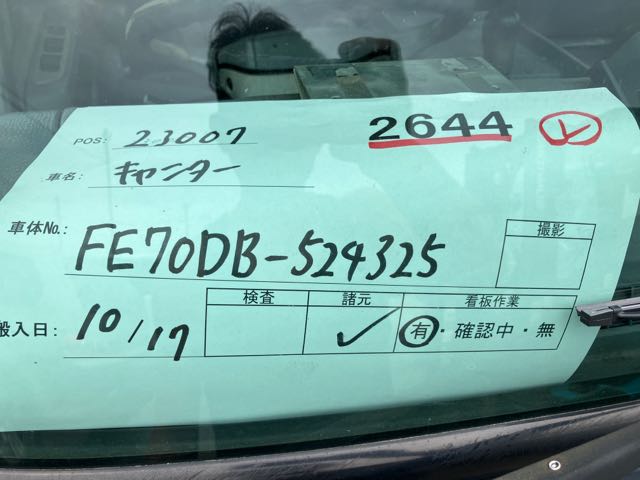 POS: 23007 2644 レ
車名: キャンター
車体No.: FE70DB-524325 撮影
検査 諸元 看板作業
搬入日: 10/17 ✓ 有・確認中・無